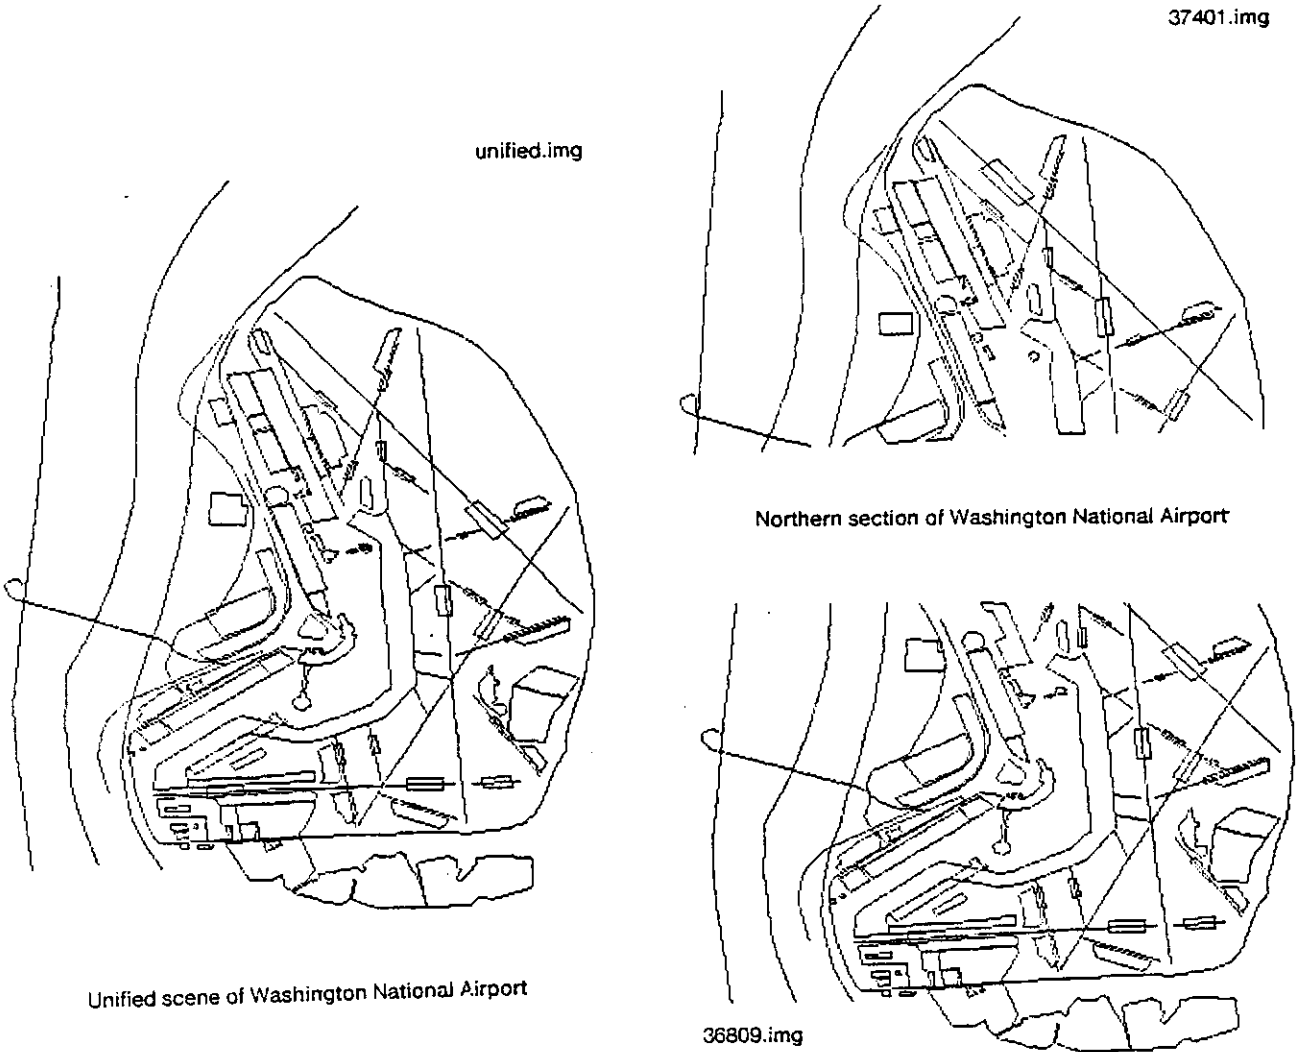 37401.img
unified.img
Northern section of Washington National Airport
Unified scene of Washington National Airport
36809.img